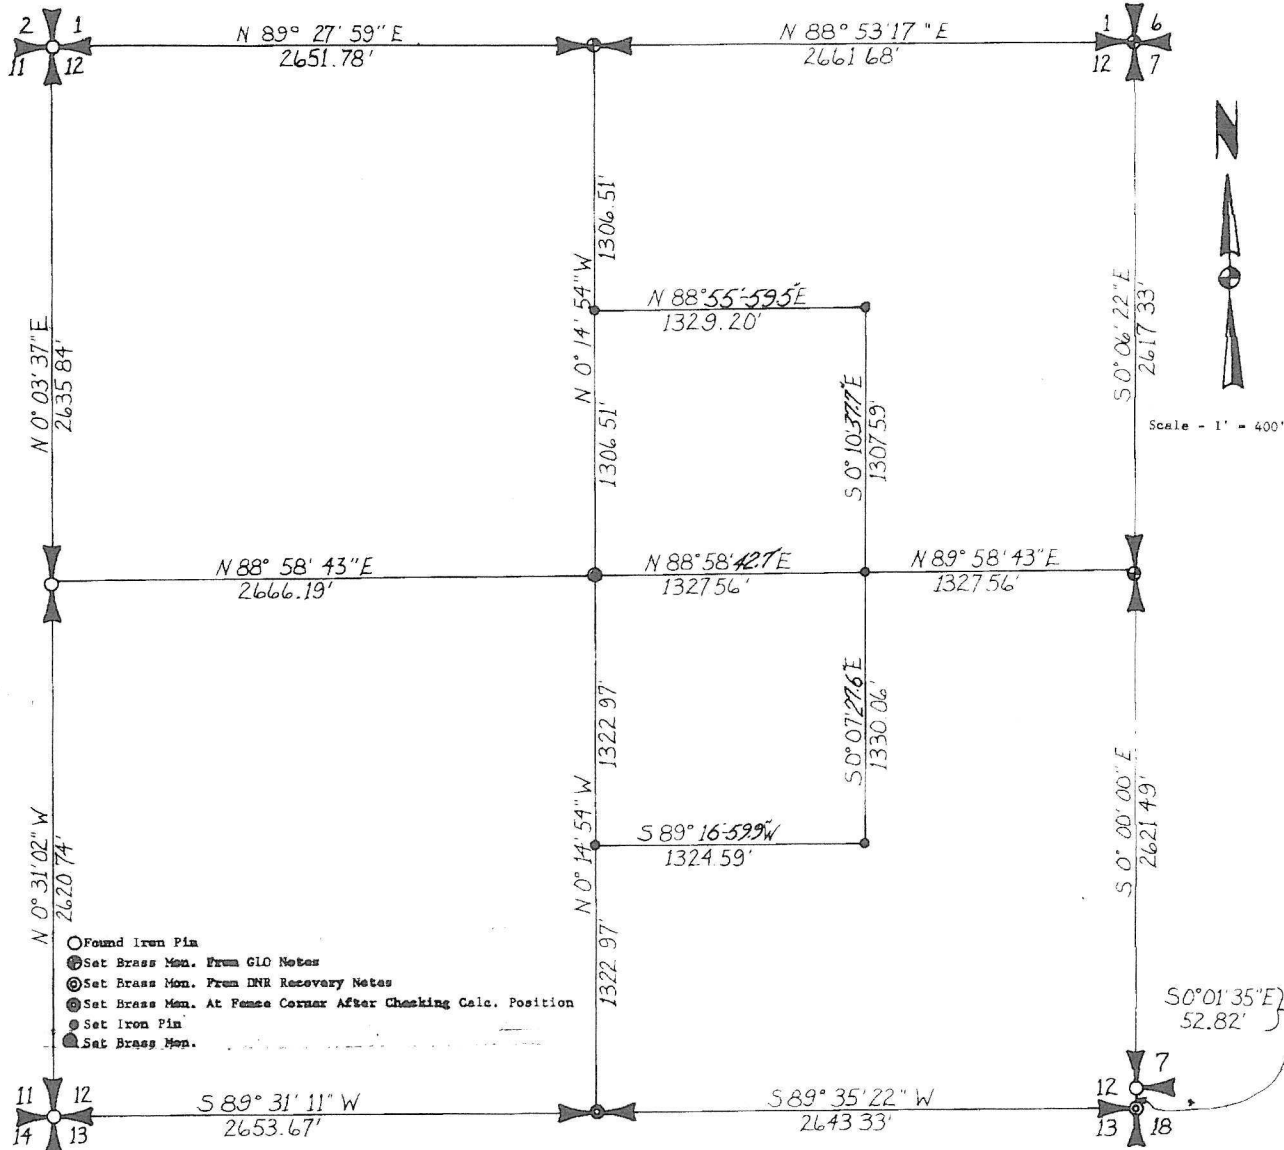 2 1
11 12
N 89° 27' 59" E
2651.78'
N 88° 53' 17" E
2661 68'
1 6
12 7
N
Scale - 1' = 400'
N 0° 03' 37" E
2635 84'
1306.51'
N 0° 14' 54" W
1306 51'
N 88° 55'-59.5" E
1329.20'
S 0° 10' 37.7" E
1307 59'
S 0° 06' 22" E
2617 33'
N 88° 58' 43" E
2666.19'
N 88° 58' 42.7 E
1327 56'
N 89° 58' 43" E
1327 56'
N 0° 31' 02" W
2620 74'
1322 97'
N 0° 14' 54" W
1322 97'
S 0° 07' 27.6" E
1330.06'
S 89° 16'-59.9" W
1324.59'
S 0° 00' 00" E
2621 49'
Found Iron Pin
Set Brass Mon. From GLO Notes
Set Brass Mon. From DNR Recovery Notes
Set Brass Mon. At Fence Corner After Checking Calc. Position
Set Iron Pin
Set Brass Mon.
S 0° 01' 35" E
52.82'
11 12
14 13
S 89° 31' 11" W
2653.67'
S 89° 35' 22" W
2643 33'
12 7
13 18